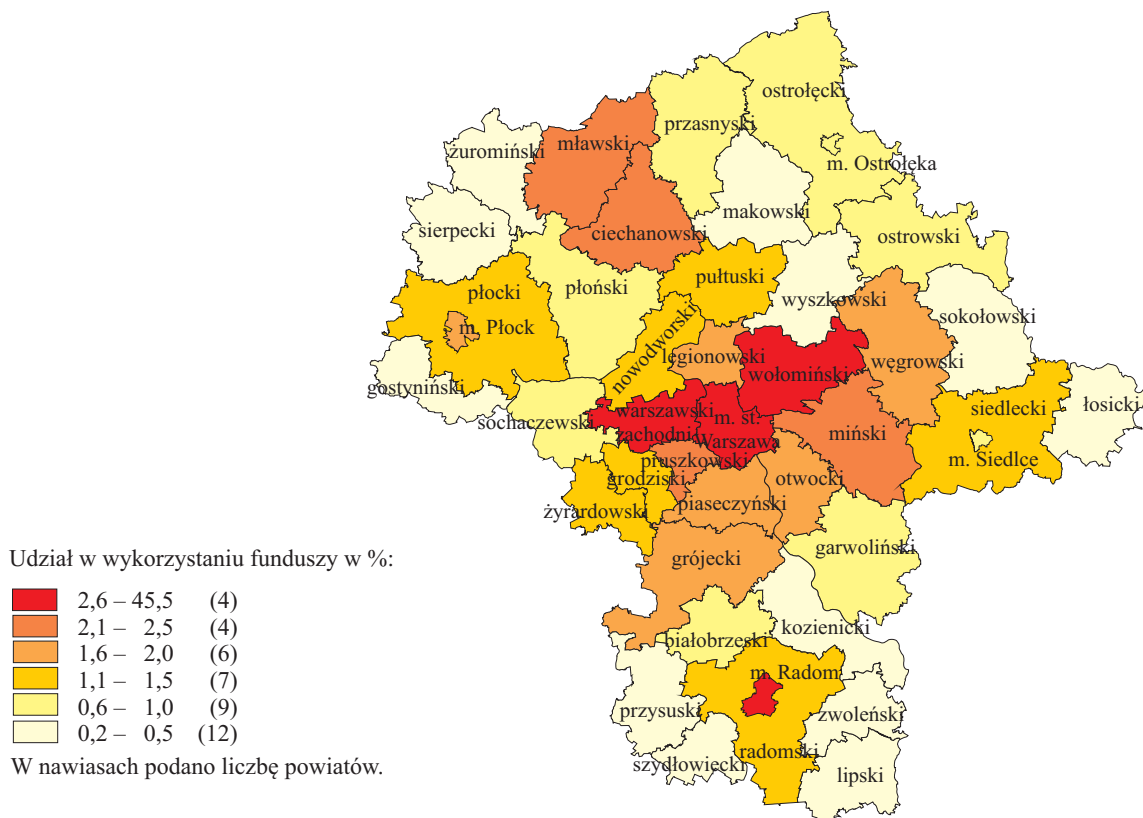 ostrołęcki
przasnyski
mławski
żuromiński
m. Ostrołęka
makowski
sierpecki
ciechanowski
ostrowski
płocki
płoński
pułtuski
wyszkowski
sokołowski
m. Płock
nowodworski
legionowski
węgrowski
gostyniński
wołomiński
siedlecki
łosicki
sochaczewski
warszawski
zachodni
m. st.
Warszawa
miński
m. Siedlce
pruszkowski
grodziski
otwocki
piaseczyński
żyrardowski
garwoliński
grójecki
kozienicki
białobrzeski
m. Radom
przysuski
zwoleński
radomski
szydłowiecki
lipski
Udział w wykorzystaniu funduszy w %:
2,6 – 45,5 (4)
2,1 – 2,5 (4)
1,6 – 2,0 (6)
1,1 – 1,5 (7)
0,6 – 1,0 (9)
0,2 – 0,5 (12)
W nawiasach podano liczbę powiatów.